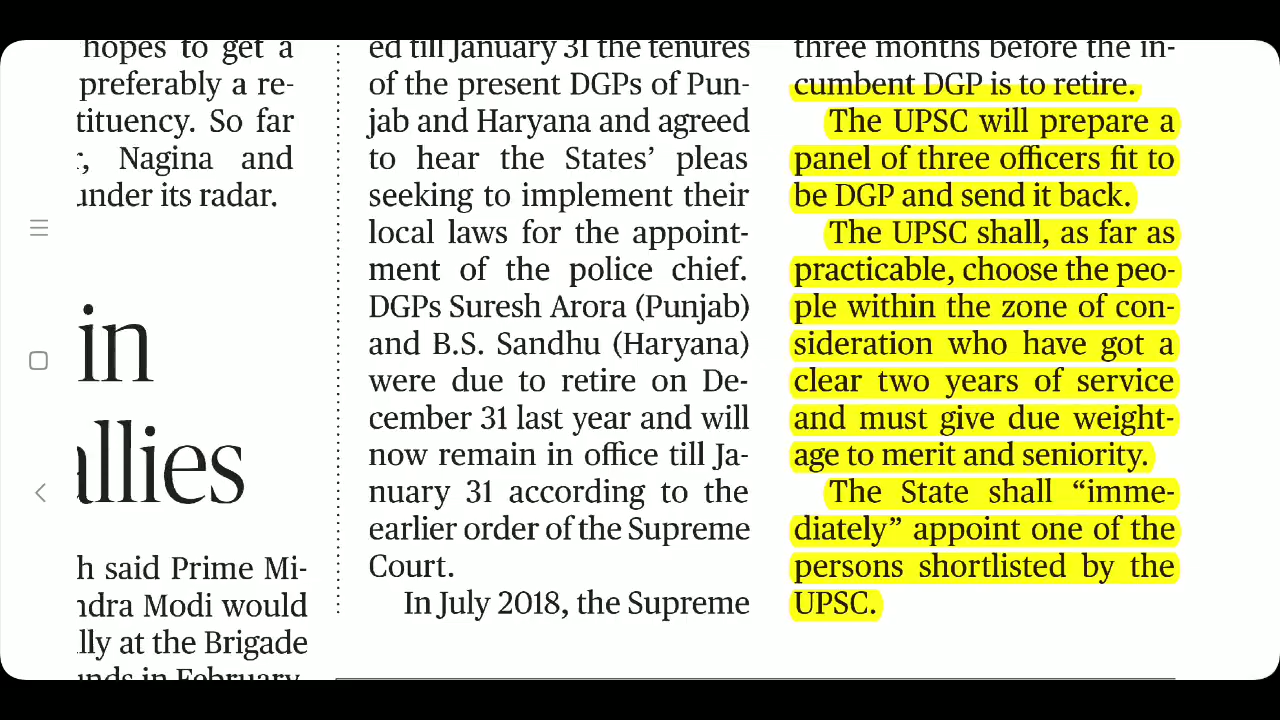 hopes to get a
preferably a re-
tituency. So far
Nagina and
under its radar.
in
allies
h said Prime Mi-
ndra Modi would
lly at the Brigade
unds in February.
ed till January 31 the tenures
of the present DGPs of Pun-
jab and Haryana and agreed
to hear the States’ pleas
seeking to implement their
local laws for the appoint-
ment of the police chief.
DGPs Suresh Arora (Punjab)
and B.S. Sandhu (Haryana)
were due to retire on De-
cember 31 last year and will
now remain in office till Ja-
nuary 31 according to the
earlier order of the Supreme
Court.
In July 2018, the Supreme
three months before the in-
cumbent DGP is to retire.
The UPSC will prepare a
panel of three officers fit to
be DGP and send it back.
The UPSC shall, as far as
practicable, choose the peo-
ple within the zone of con-
sideration who have got a
clear two years of service
and must give due weight-
age to merit and seniority.
The State shall “imme-
diately” appoint one of the
persons shortlisted by the
UPSC.